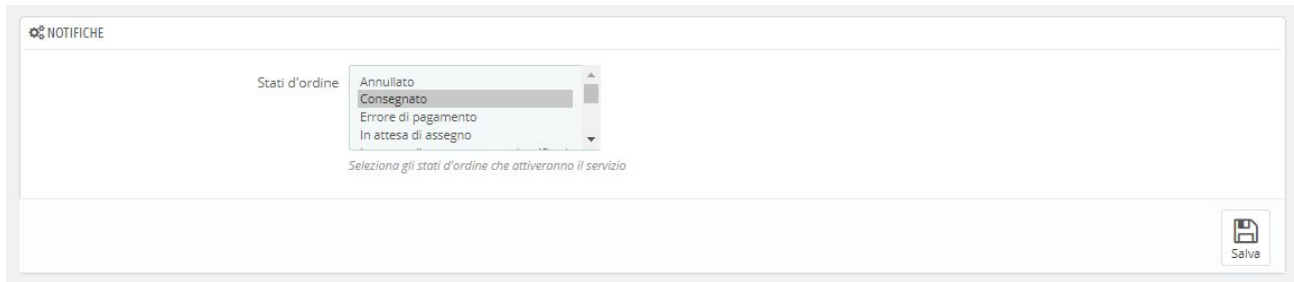 NOTIFICHE
Stati d'ordine
Annullato
Consegnato
Errore di pagamento
In attesa di assegno
Seleziona gli stati d'ordine che attiveranno il servizio
Salva